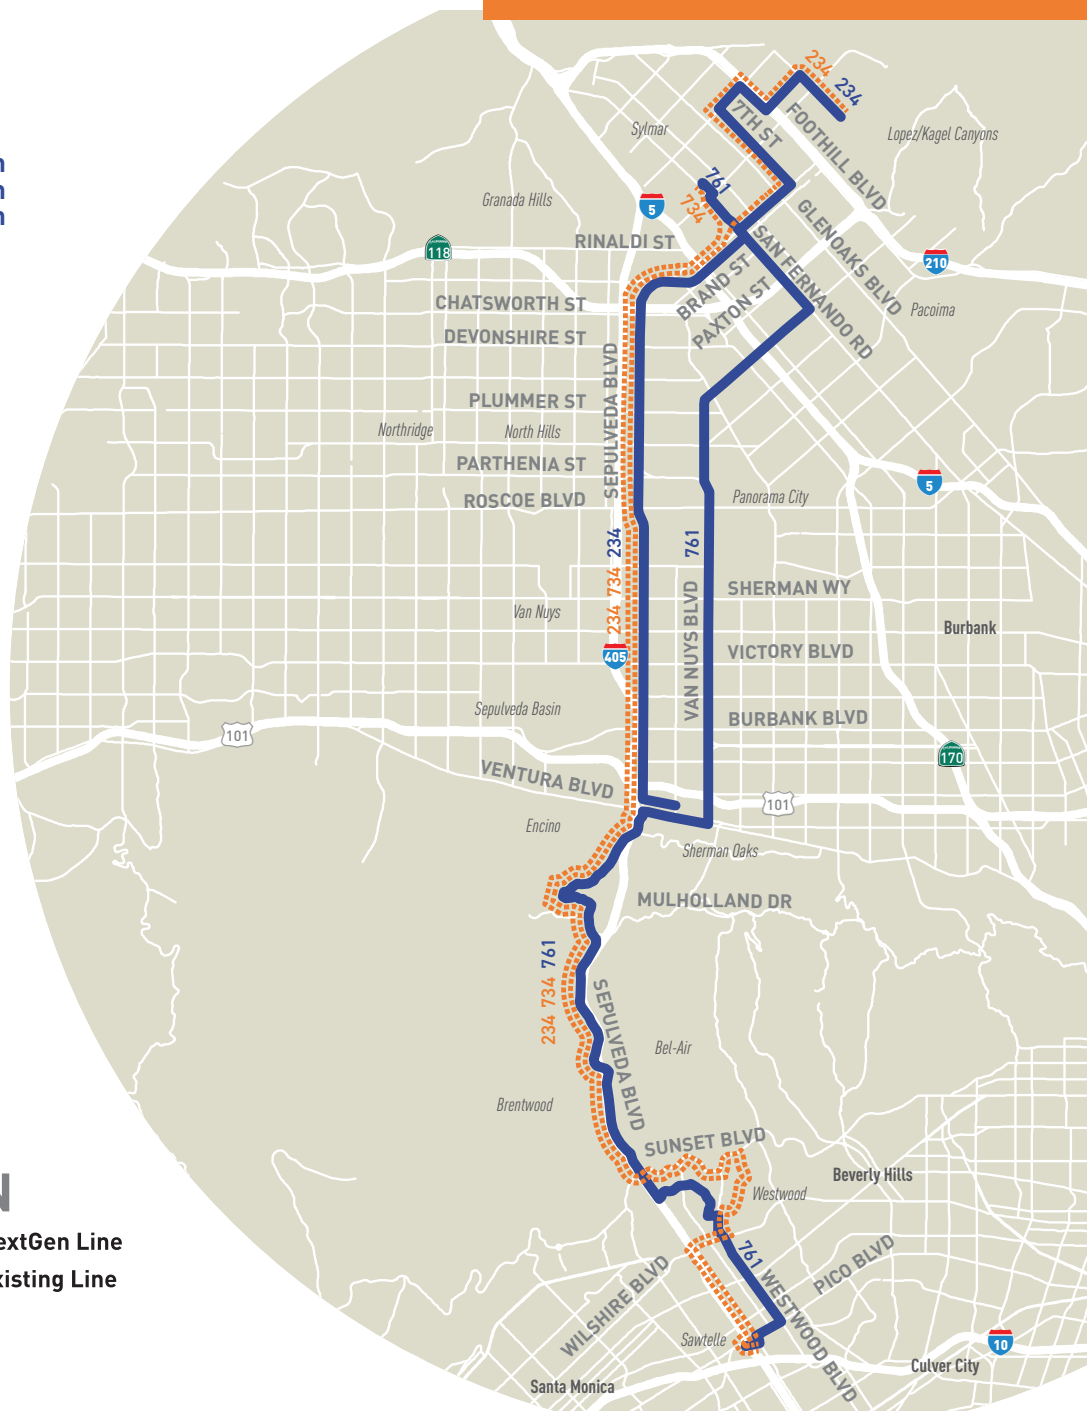 234
234
7TH ST
FOOTHILL BLVD
Sylmar
Lopez/Kagel Canyons
n
n
n
761
734
Granada Hills
5
GLENOAKS BLVD
RINALDI ST
118
SAN FERNANDO RD
210
BRAND ST
PAXTON ST
CHATSWORTH ST
Pacoima
DEVONSHIRE ST
SEPULVEDA BLVD
PLUMMER ST
Northridge
North Hills
PARTHENIA ST
ROSCOE BLVD
Panorama City
5
234 734 234
761
VAN NUYS BLVD
SHERMAN WY
Van Nuys
Burbank
405
VICTORY BLVD
Sepulveda Basin
BURBANK BLVD
101
170
VENTURA BLVD
101
Encino
Sherman Oaks
MULHOLLAND DR
234 734 761
SEPULVEDA BLVD
Bel-Air
Brentwood
SUNSET BLVD
Beverly Hills
Westwood
N
extGen Line
xisting Line
761
PICO BLVD
WILSHIRE BLVD
WESTWOOD BLVD
Sawtelle
10
Culver City
Santa Monica